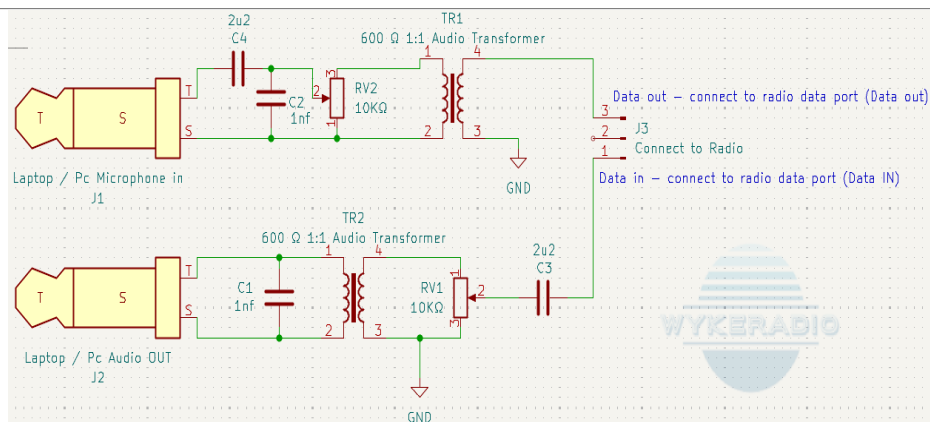 2u2
C4
TR1
600 Ω 1:1 Audio Transformer
1
4
T
3
2
RV2
10KΩ
C2
1nf
1
T
S
S
2
3
Data out – connect to radio data port (Data out)
3
2
1
J3
Connect to Radio
GND
Data in – connect to radio data port (Data IN)
Laptop / Pc Microphone in
J1
TR2
600 Ω 1:1 Audio Transformer
1
4
2u2
C3
T
C1
1nf
RV1
10KΩ
1
2
3
T
S
S
2
3
WYKERADIO
Laptop / Pc Audio OUT
J2
GND